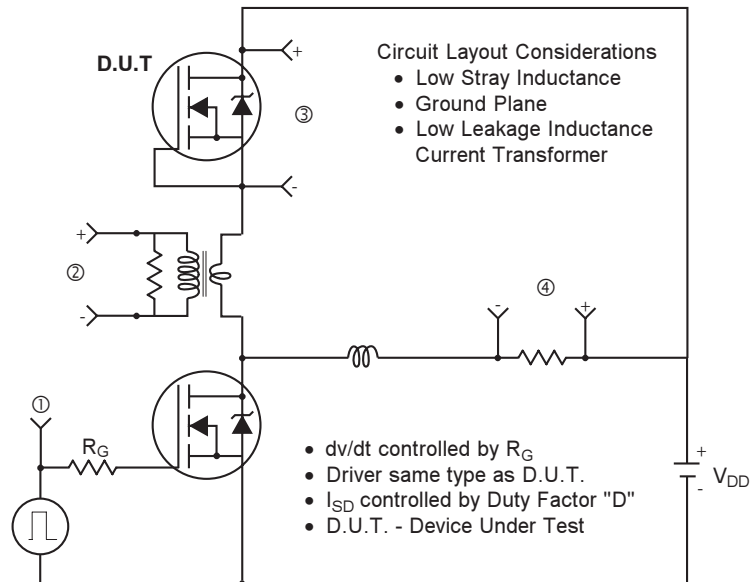 D.U.T
+
③
-
Circuit Layout Considerations
• Low Stray Inductance
• Ground Plane
• Low Leakage Inductance
Current Transformer
+
②
-
④
-
+
①
R_G
• dv/dt controlled by R_G
• Driver same type as D.U.T.
• I_SD controlled by Duty Factor "D"
• D.U.T. - Device Under Test
+
V_DD
-